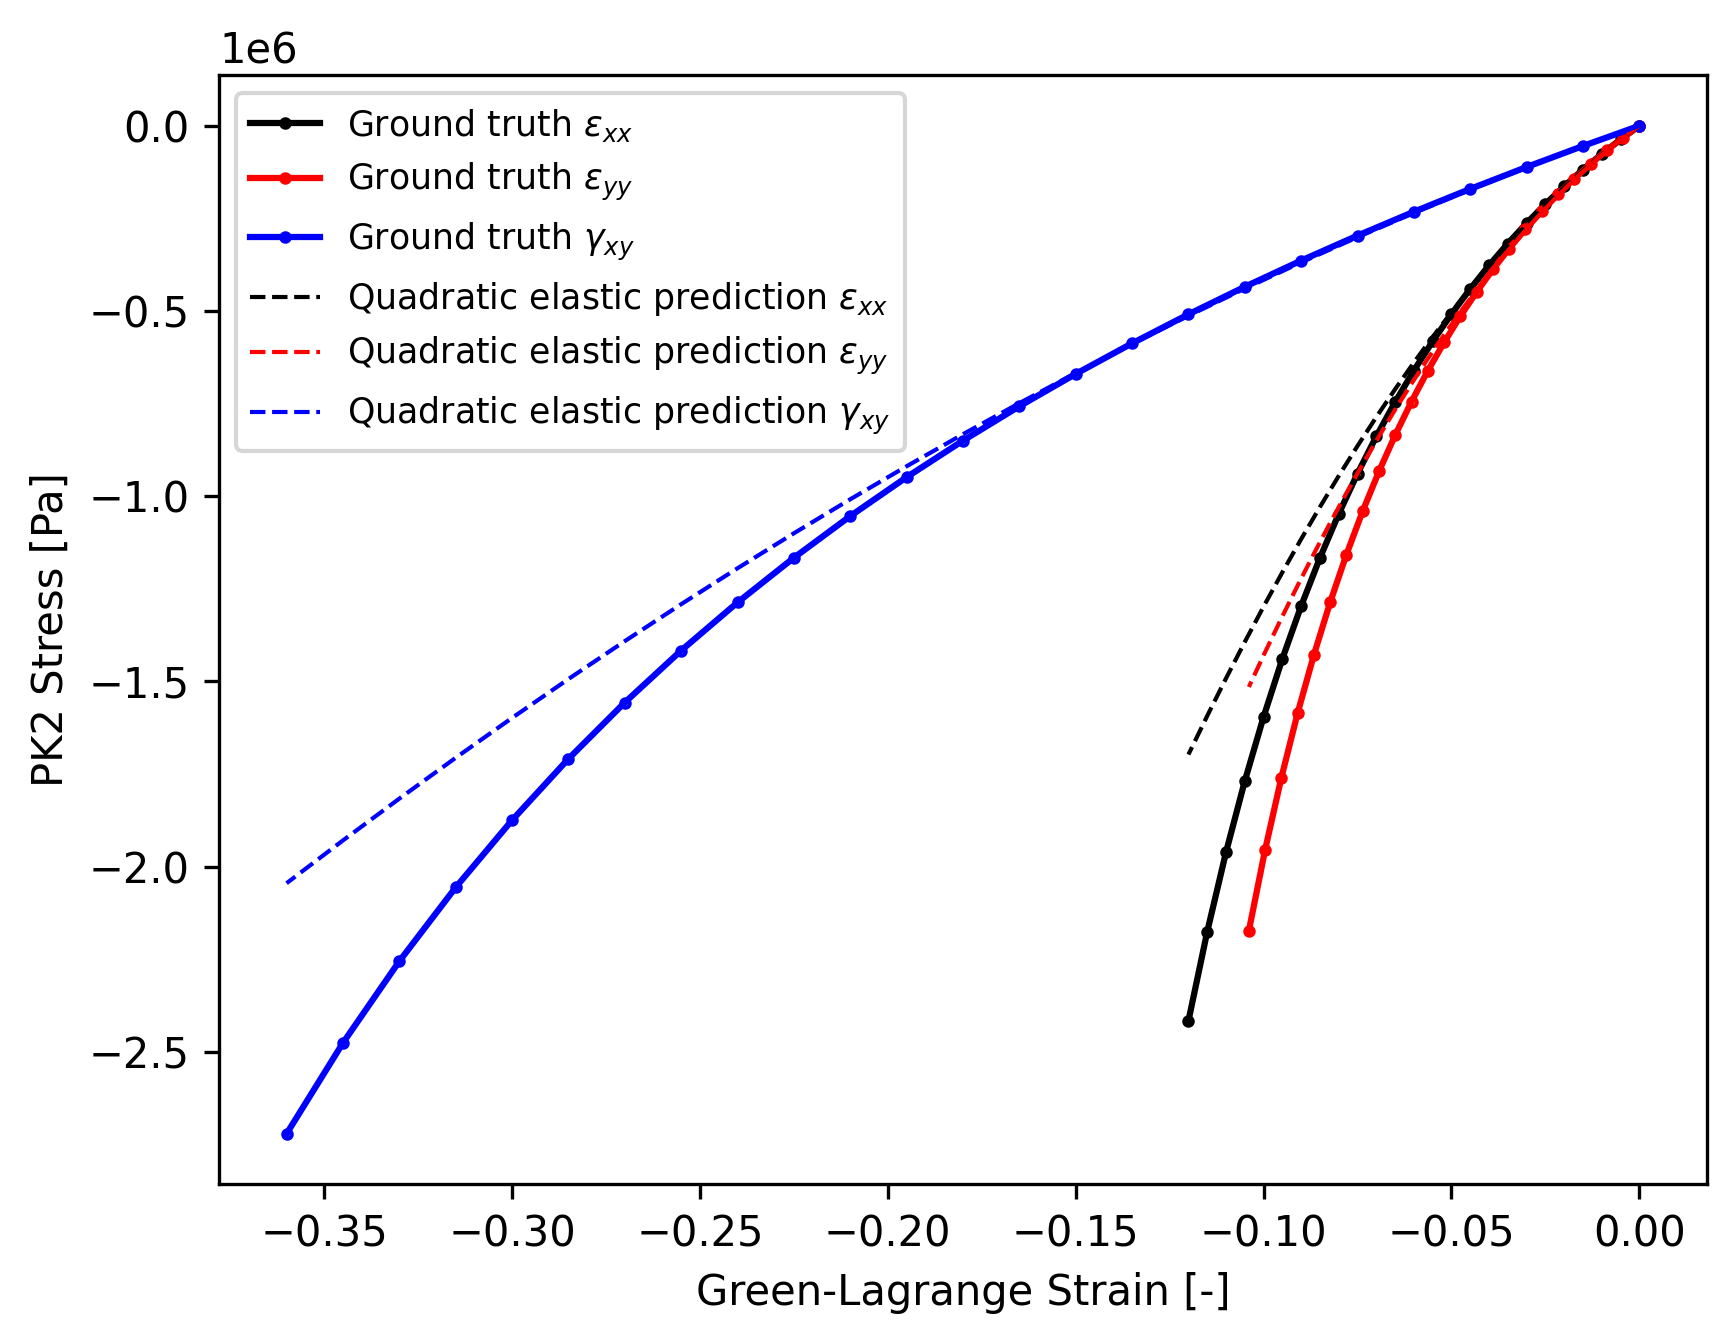 1e6
0.0
−0.5
−1.0
−1.5
−2.0
−2.5
PK2 Stress [Pa]
Ground truth εxx
Ground truth εyy
Ground truth γxy
Quadratic elastic prediction εxx
Quadratic elastic prediction εyy
Quadratic elastic prediction γxy
−0.35 −0.30 −0.25 −0.20 −0.15 −0.10 −0.05 0.00
Green-Lagrange Strain [-]